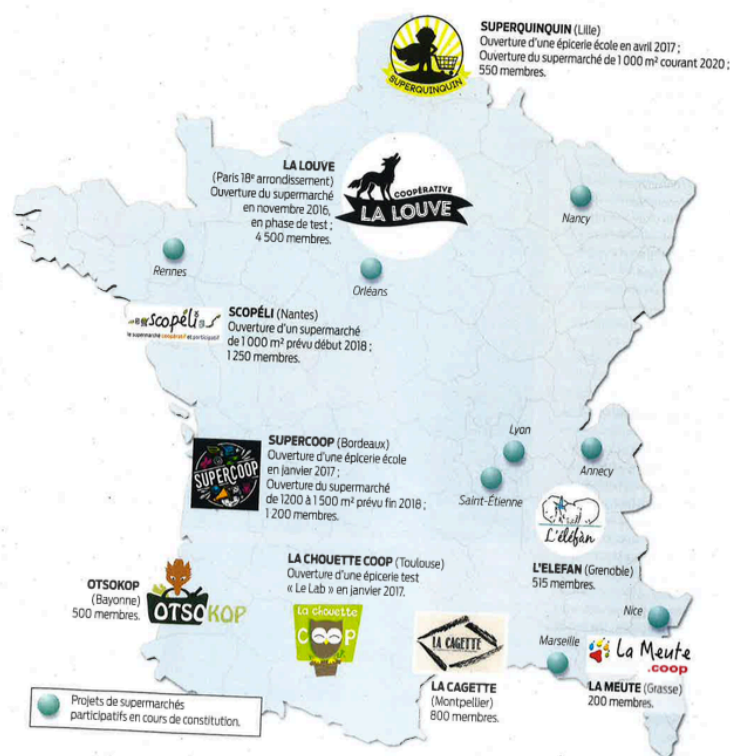 SUPERQUINQUIN (Lille)
Ouverture d'une épicerie école en avril 2017 ;
Ouverture du supermarché de 1 000 m² courant 2020 ;
550 membres.
SUPERQUINQUIN
LA LOUVE
(Paris 18e arrondissement)
Ouverture du supermarché
en novembre 2016,
en phase de test ;
4 500 membres.
COOPÉRATIVE
LA LOUVE
Nancy
Rennes
Orléans
scopéli
le supermarché coopératif et participatif
SCOPÉLI (Nantes)
Ouverture d'un supermarché
de 1 000 m² prévu début 2018 ;
1 250 membres.
SUPERCOOP
SUPERCOOP (Bordeaux)
Ouverture d'une épicerie école
en janvier 2017 ;
Ouverture du supermarché
de 1200 à 1 500 m² prévu fin 2018 ;
1 200 membres.
Lyon
Saint-Étienne
Annecy
L'éléfàn
L'ELEFAN (Grenoble)
515 membres.
OTSOKOP
(Bayonne)
500 membres.
OTSOKOP
LA CHOUETTE COOP (Toulouse)
Ouverture d'une épicerie test
« Le Lab » en janvier 2017.
la chouette
COOP
LA CAGETTE
LA CAGETTE
(Montpellier)
800 membres.
Nice
Marseille
La Meute
.coop
LA MEUTE (Grasse)
200 membres.
Projets de supermarchés
participatifs en cours de constitution.